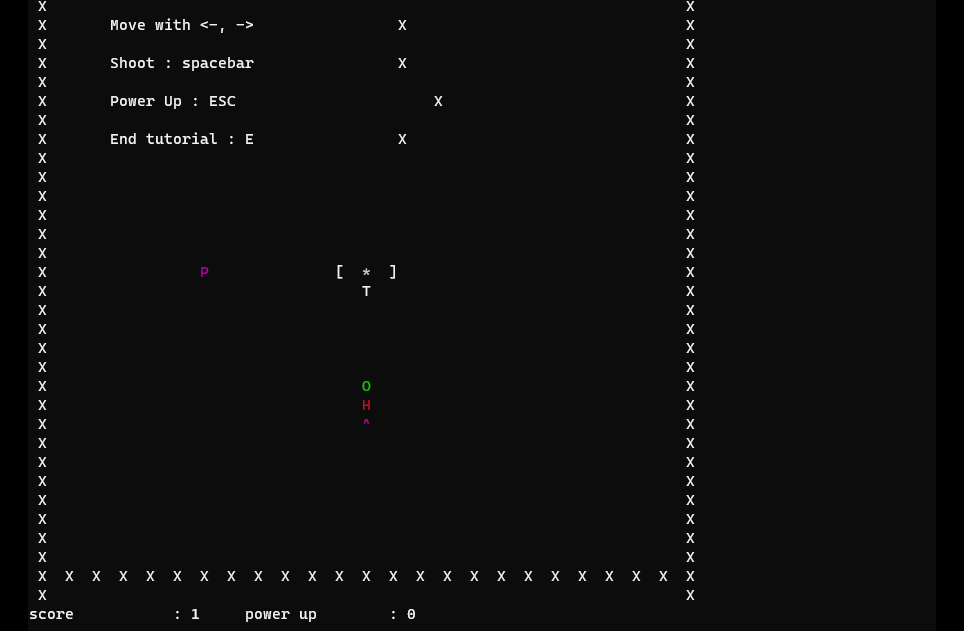 X X
X Move with <-, -> X X
X X
X Shoot : spacebar X X
X X
X Power Up : ESC X X
X X
X End tutorial : E X X
X X
X X
X X
X X
X X
X X
X P [ * ] X
X T X
X X
X X
X X
X X
X O X
X H X
X ^ X
X X
X X
X X
X X
X X
X X
X X
X X X X X X X X X X X X X X X X X X X X X X X X X
X X
score : 1 power up : 0